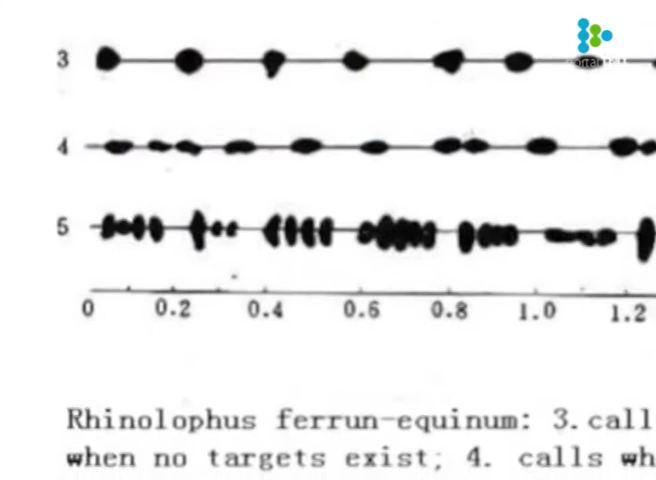 3
4
5
0 0.2 0.4 0.6 0.8 1.0 1.2
Rhinolophus ferrun-equinum: 3. call
when no targets exist; 4. calls wh